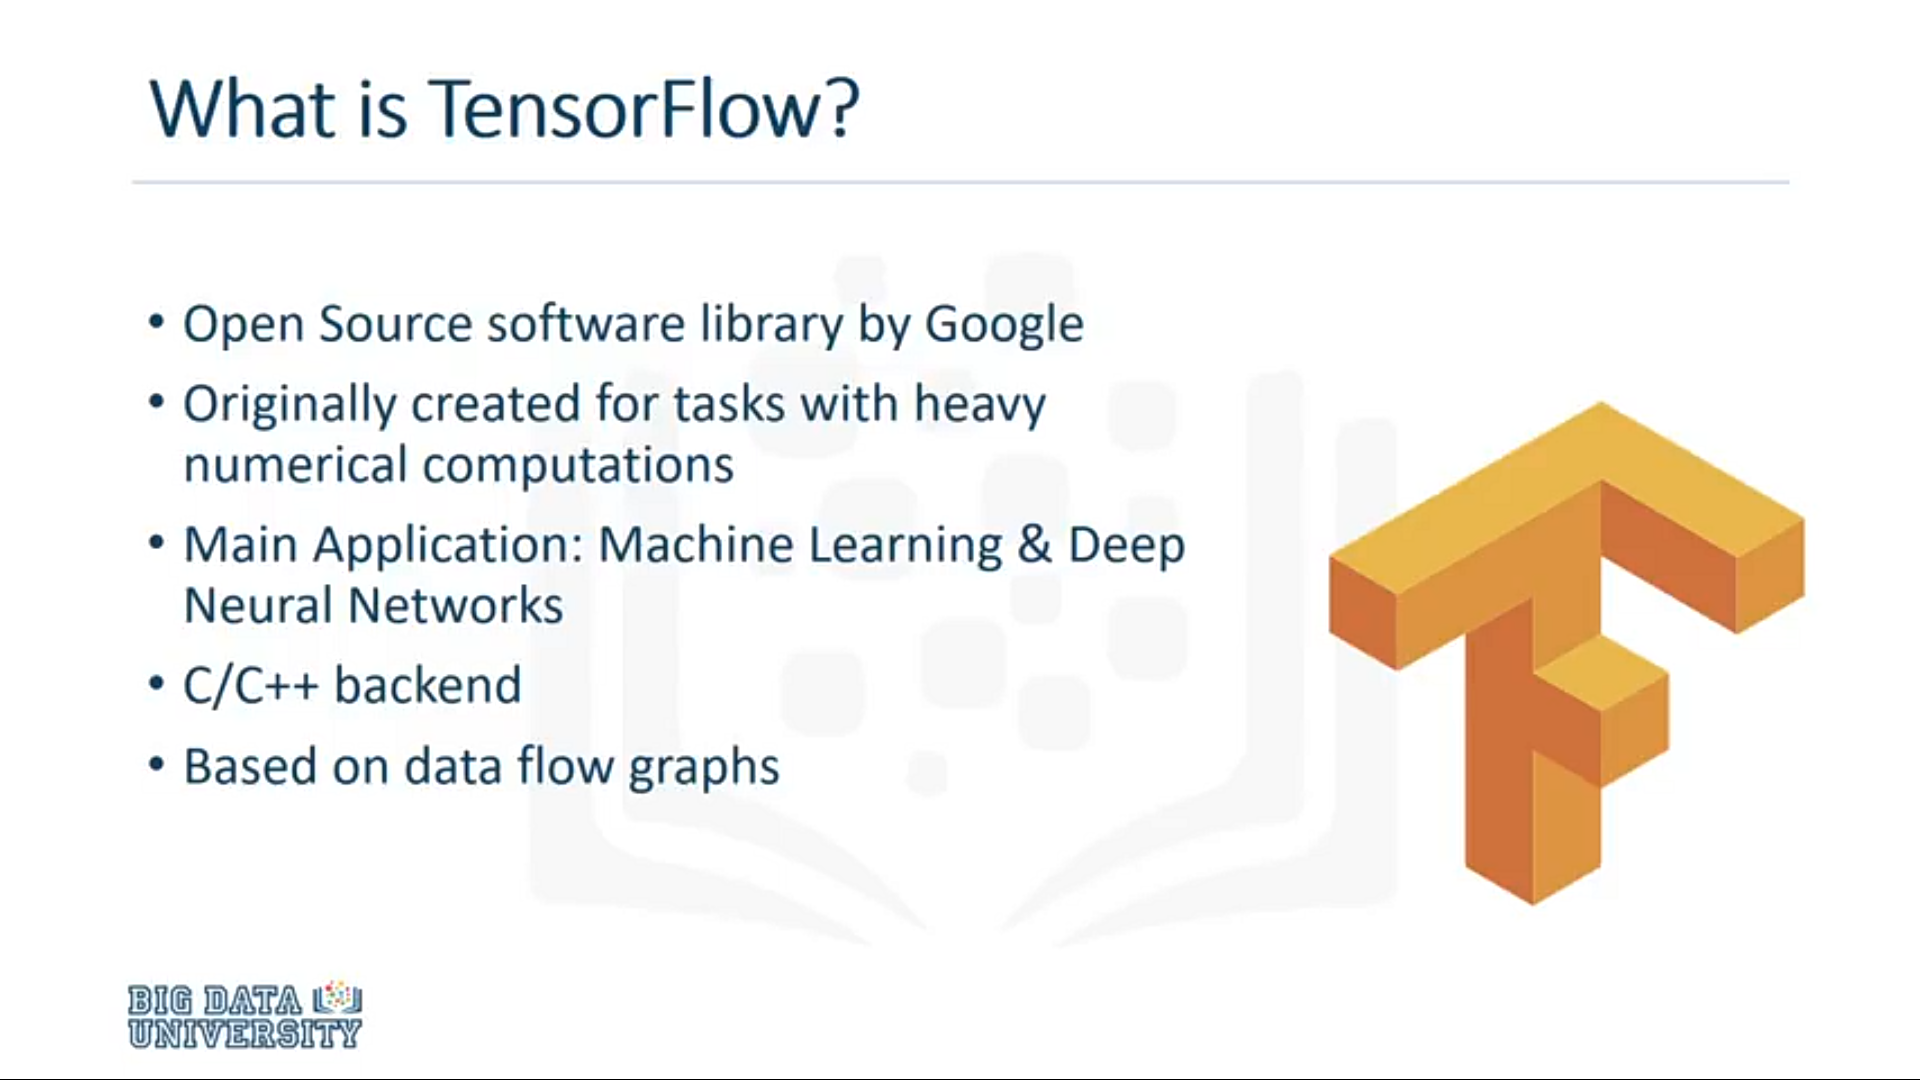 What is TensorFlow?
• Open Source software library by Google
• Originally created for tasks with heavy
numerical computations
• Main Application: Machine Learning & Deep
Neural Networks
• C/C++ backend
• Based on data flow graphs
BIG DATA
UNIVERSITY